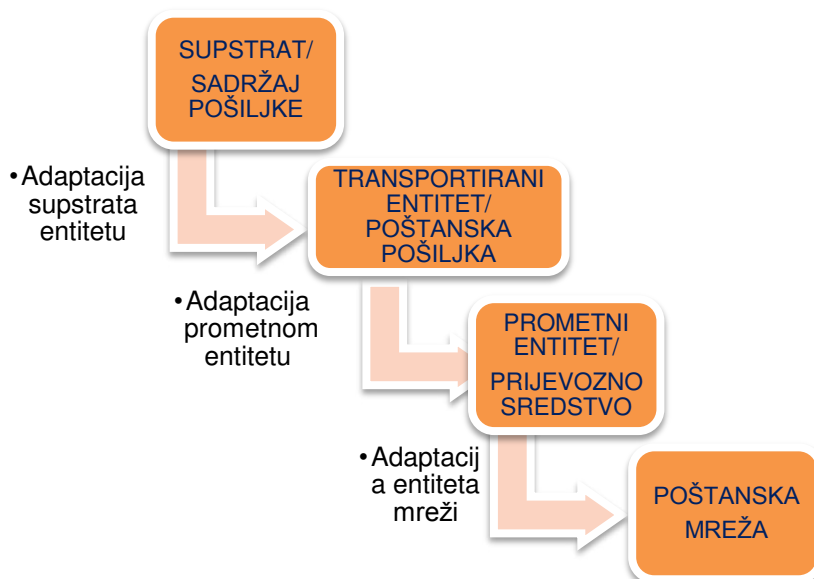 SUPSTRAT/
SADRŽAJ
POŠILJKE
•Adaptacija
supstrata
entitetu
TRANSPORTIRANI
ENTITET/
POŠTANSKA
POŠILJKA
•Adaptacija
prometnom
entitetu
PROMETNI
ENTITET/
PRIJEVOZNO
SREDSTVO
•Adaptacij
a entiteta
mreži
POŠTANSKA
MREŽA